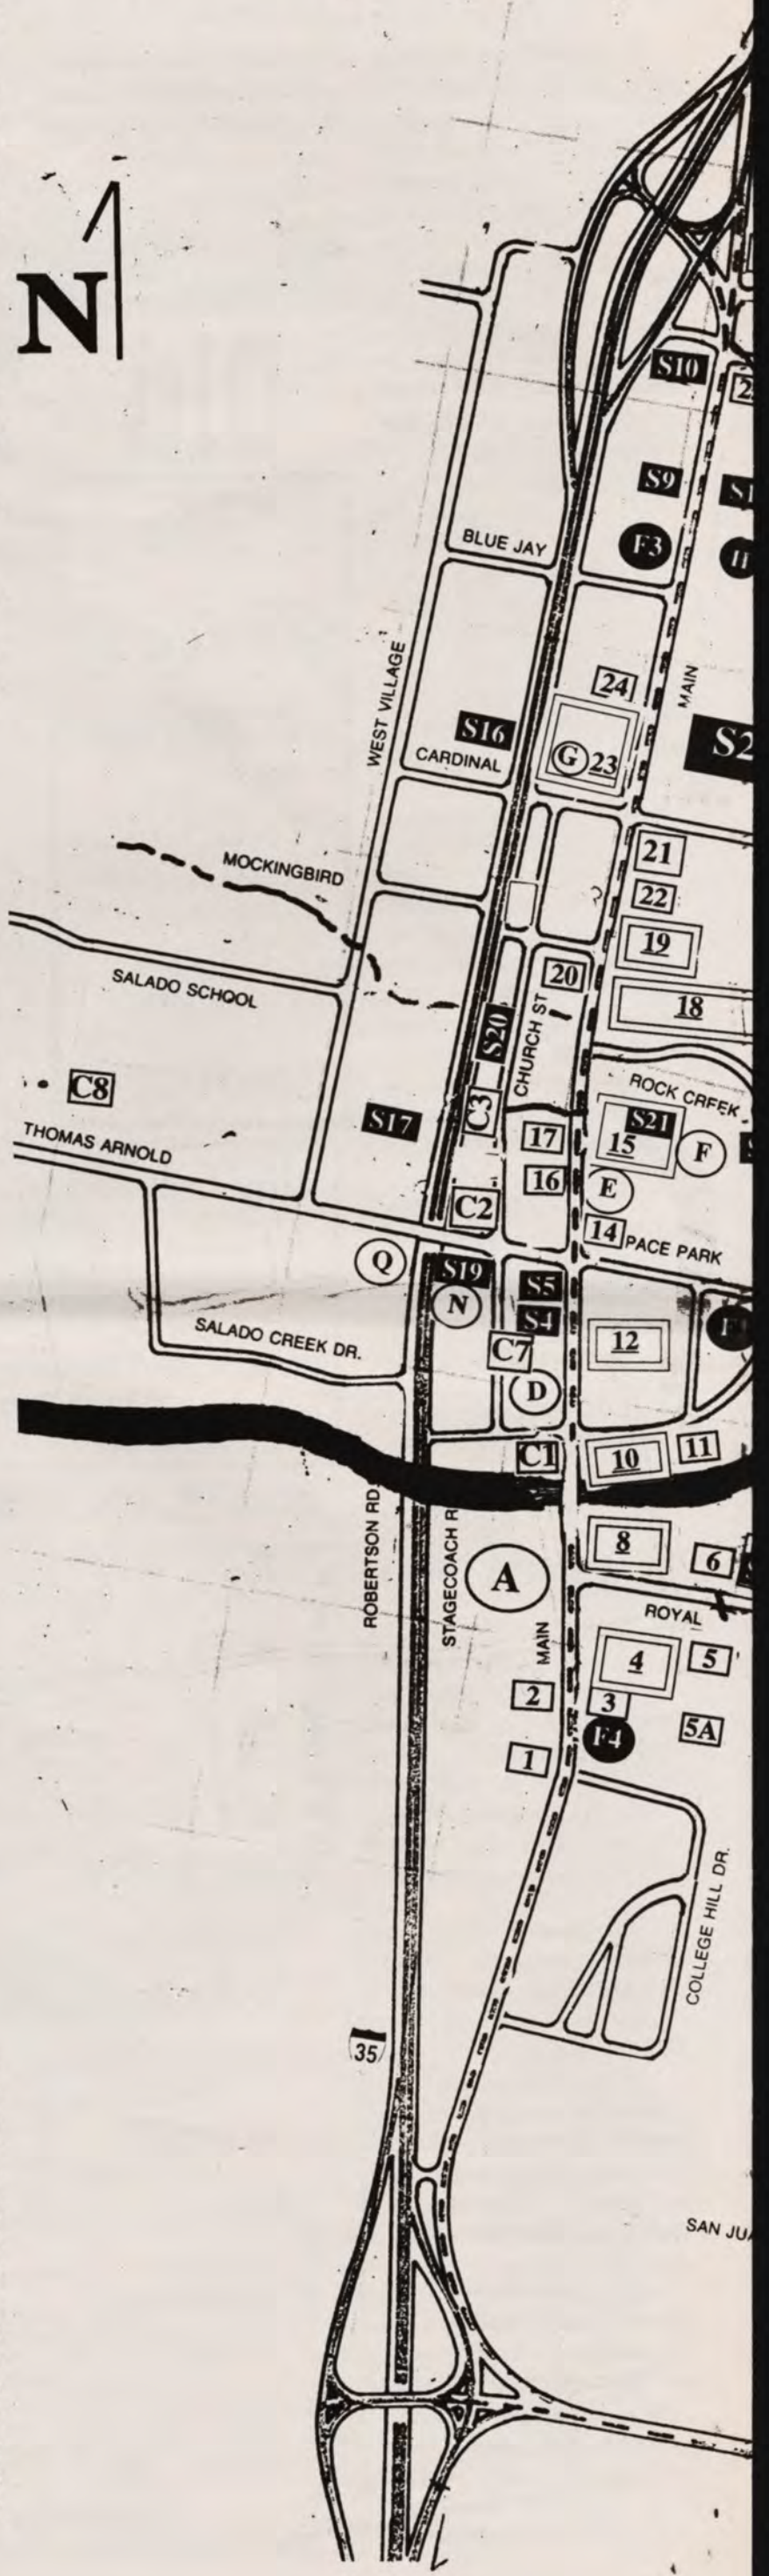 N
S10
S9
F3
BLUE JAY
WEST VILLAGE
MAIN
24
S16
G 23
S2
CARDINAL
21
MOCKINGBIRD
22
19
20
18
SALADO SCHOOL
CHURCH ST
S20
C8
C3
ROCK CREEK
S21
S17
17
15
F
THOMAS ARNOLD
16
E
C2
14
PACE PARK
Q
S19
S5
N
S4
12
SALADO CREEK DR.
C7
D
C1
10
11
ROBERTSON RD.
STAGECOACH R
8
6
A
ROYAL
MAIN
4
5
2
3
F4
5A
1
COLLEGE HILL DR.
35
SAN JUA